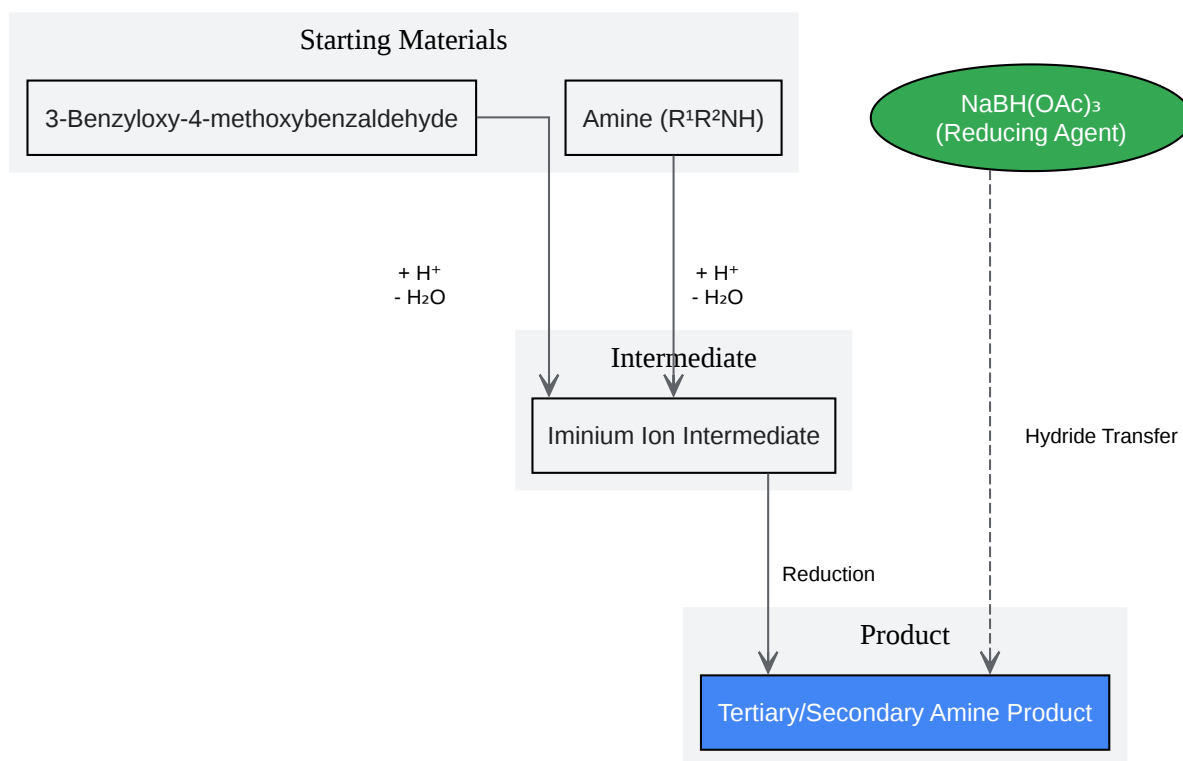 Starting Materials
3-Benzyloxy-4-methoxybenzaldehyde
Amine (R¹R²NH)
NaBH(OAc)₃
(Reducing Agent)
+ H⁺
- H₂O
+ H⁺
- H₂O
Intermediate
Iminium Ion Intermediate
Hydride Transfer
Reduction
Product
Tertiary/Secondary Amine Product